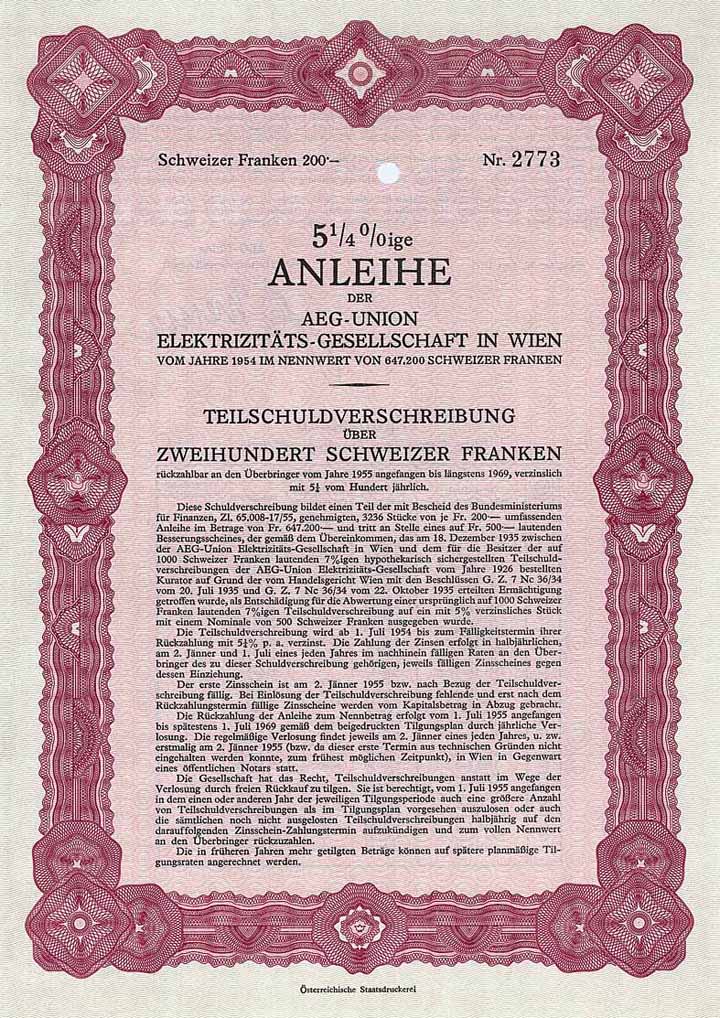 Schweizer Franken 200·– Nr. 2773
5¹/4 %ige
ANLEIHE
DER
AEG-UNION
ELEKTRIZITÄTS-GESELLSCHAFT IN WIEN
VOM JAHRE 1954 IM NENNWERT VON 647.200 SCHWEIZER FRANKEN
TEILSCHULDVERSCHREIBUNG
ÜBER
ZWEIHUNDERT SCHWEIZER FRANKEN
rückzahlbar an den Überbringer vom Jahre 1955 angefangen bis längstens 1969, verzinslich
mit 5¼ vom Hundert jährlich.
Diese Schuldverschreibung bildet einen Teil der mit Bescheid des Bundesministeriums
für Finanzen, Zl. 65.008-17/55, genehmigten, 3236 Stücke von je Fr. 200·— umfassenden
Anleihe im Betrage von Fr. 647.200·— und tritt an Stelle eines auf Fr. 500·— lautenden
Besserungsscheines, der gemäß dem Übereinkommen, das am 18. Dezember 1935 zwischen
der AEG-Union Elektrizitäts-Gesellschaft in Wien und dem für die Besitzer der auf
1000 Schweizer Franken lautenden 7%igen hypothekarisch sichergestellten Teilschuld-
verschreibungen der AEG-Union Elektrizitäts-Gesellschaft vom Jahre 1926 bestellten
Kurator auf Grund der vom Handelsgericht Wien mit den Beschlüssen G. Z. 7 Nc 36/34
vom 20. Juli 1935 und G. Z. 7 Nc 36/34 vom 22. Oktober 1935 erteilten Ermächtigung
getroffen wurde, als Entschädigung für die Abwertung einer ursprünglich auf 1000 Schweizer
Franken lautenden 7%igen Teilschuldverschreibung auf ein mit 5% verzinsliches Stück
mit einem Nominale von 500 Schweizer Franken ausgegeben wurde.
Die Teilschuldverschreibung wird ab 1. Juli 1954 bis zum Fälligkeitstermin ihrer
Rückzahlung mit 5¼% p. a. verzinst. Die Zahlung der Zinsen erfolgt in halbjährlichen,
am 2. Jänner und 1. Juli eines jeden Jahres im nachhinein fälligen Raten an den Über-
bringer des zu dieser Schuldverschreibung gehörigen, jeweils fälligen Zinsscheines gegen
dessen Einziehung.
Der erste Zinsschein ist am 2. Jänner 1955 bzw. nach Bezug der Teilschuldver-
schreibung fällig. Bei Einlösung der Teilschuldverschreibung fehlende und erst nach dem
Rückzahlungstermin fällige Zinsscheine werden vom Kapitalsbetrag in Abzug gebracht.
Die Rückzahlung der Anleihe zum Nennbetrag erfolgt vom 1. Juli 1955 angefangen
bis spätestens 1. Juli 1969 gemäß dem beigedruckten Tilgungsplan durch jährliche Ver-
losung. Die regelmäßige Verlosung findet jeweils am 2. Jänner eines jeden Jahres, u. zw.
erstmalig am 2. Jänner 1955 (bzw. da dieser erste Termin aus technischen Gründen nicht
eingehalten werden konnte, zum frühest möglichen Zeitpunkt), in Wien in Gegenwart
eines öffentlichen Notars statt.
Die Gesellschaft hat das Recht, Teilschuldverschreibungen anstatt im Wege der
Verlosung durch freien Rückkauf zu tilgen. Sie ist berechtigt, vom 1. Juli 1955 angefangen
in dem einen oder anderen Jahr der jeweiligen Tilgungsperiode auch eine größere Anzahl
von Teilschuldverschreibungen als im Tilgungsplan vorgesehen auszulosen oder auch
die sämtlichen noch nicht ausgelosten Teilschuldverschreibungen halbjährig auf den
darauffolgenden Zinsschein-Zahlungstermin aufzukündigen und zum vollen Nennwert
an den Überbringer rückzuzahlen.
Die in früheren Jahren mehr getilgten Beträge können auf spätere planmäßige Til-
gungsraten angerechnet werden.
Österreichische Staatsdruckerei